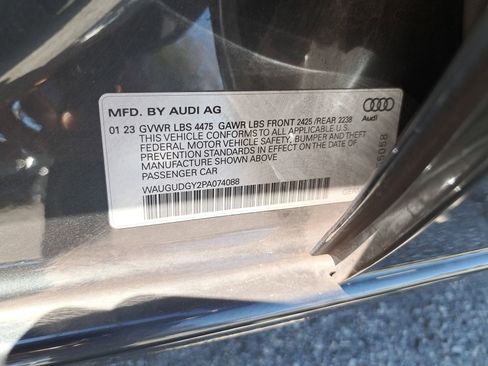 MFD. BY AUDI AG
01 23 GVWR LBS 4475 GAWR LBS FRONT 2425 /REAR 2238
THIS VEHICLE CONFORMS TO ALL APPLICABLE U.S.
FEDERAL MOTOR VEHICLE SAFETY, BUMPER AND THEFT
PREVENTION STANDARDS IN EFFECT ON THE DATE OF
MANUFACTURE SHOWN ABOVE
PASSENGER CAR
WAUGUDGY2PA074088
Audi